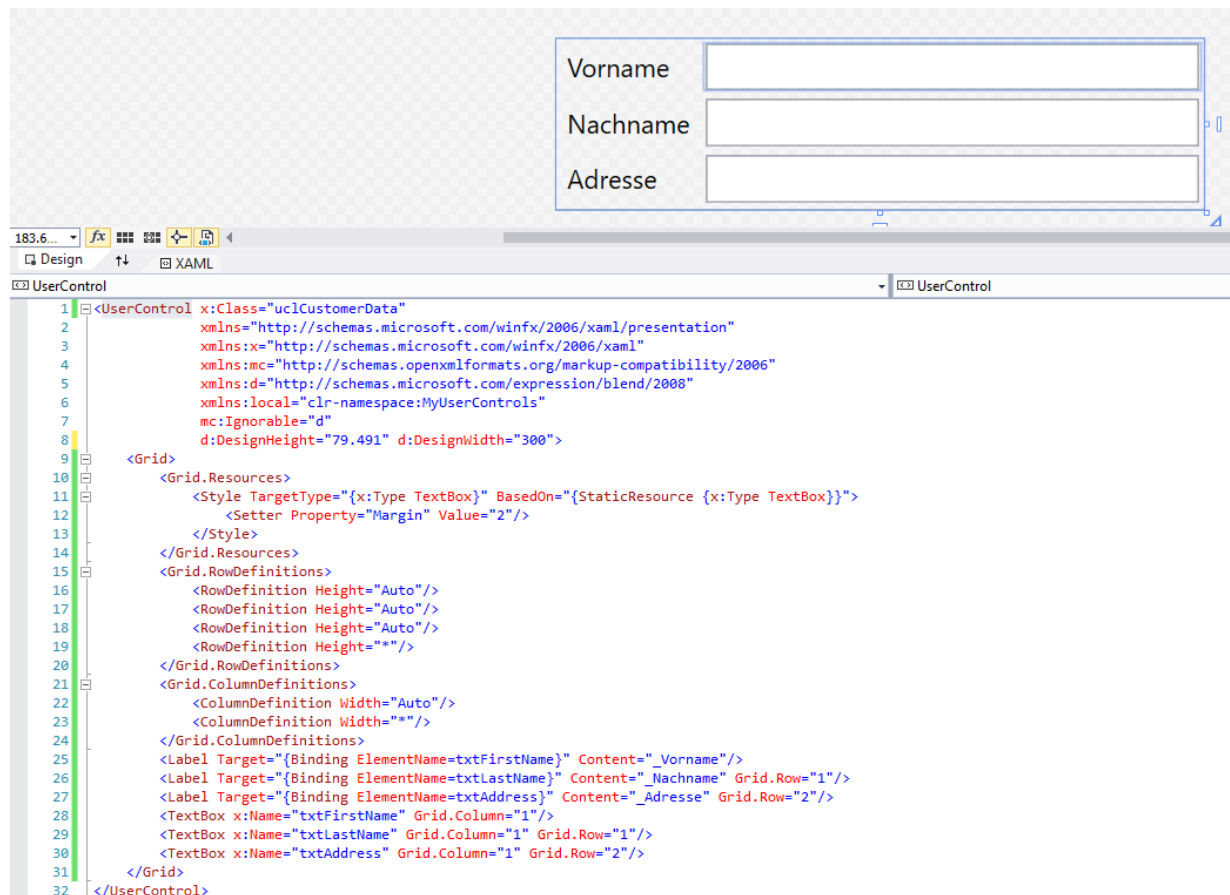 Vorname
Nachname
Adresse
183.6...
Design
XAML
UserControl
UserControl
1 <UserControl x:Class="uclCustomerData"
2 xmlns="http://schemas.microsoft.com/winfx/2006/xaml/presentation"
3 xmlns:x="http://schemas.microsoft.com/winfx/2006/xaml"
4 xmlns:mc="http://schemas.openxmlformats.org/markup-compatibility/2006"
5 xmlns:d="http://schemas.microsoft.com/expression/blend/2008"
6 xmlns:local="clr-namespace:MyUserControls"
7 mc:Ignorable="d"
8 d:DesignHeight="79.491" d:DesignWidth="300">
9 <Grid>
10 <Grid.Resources>
11 <Style TargetType="{x:Type TextBox}" BasedOn="{StaticResource {x:Type TextBox}}">
12 <Setter Property="Margin" Value="2"/>
13 </Style>
14 </Grid.Resources>
15 <Grid.RowDefinitions>
16 <RowDefinition Height="Auto"/>
17 <RowDefinition Height="Auto"/>
18 <RowDefinition Height="Auto"/>
19 <RowDefinition Height="*"/>
20 </Grid.RowDefinitions>
21 <Grid.ColumnDefinitions>
22 <ColumnDefinition Width="Auto"/>
23 <ColumnDefinition Width="*"/>
24 </Grid.ColumnDefinitions>
25 <Label Target="{Binding ElementName=txtFirstName}" Content="_Vorname"/>
26 <Label Target="{Binding ElementName=txtLastName}" Content="_Nachname" Grid.Row="1"/>
27 <Label Target="{Binding ElementName=txtAddress}" Content="_Adresse" Grid.Row="2"/>
28 <TextBox x:Name="txtFirstName" Grid.Column="1"/>
29 <TextBox x:Name="txtLastName" Grid.Column="1" Grid.Row="1"/>
30 <TextBox x:Name="txtAddress" Grid.Column="1" Grid.Row="2"/>
31 </Grid>
32 </UserControl>